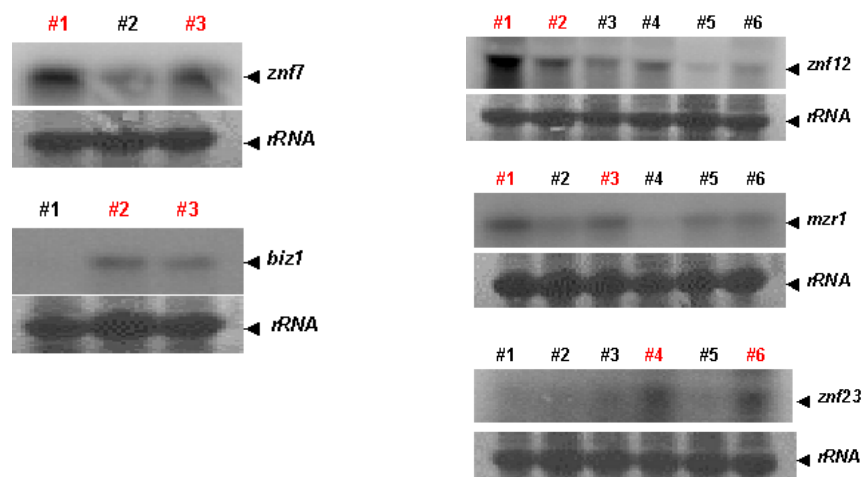 #1 #2 #3
znf7
rRNA
#1 #2 #3
biz1
rRNA
#1 #2 #3 #4 #5 #6
znf12
rRNA
#1 #2 #3 #4 #5 #6
mzr1
rRNA
#1 #2 #3 #4 #5 #6
znf23
rRNA